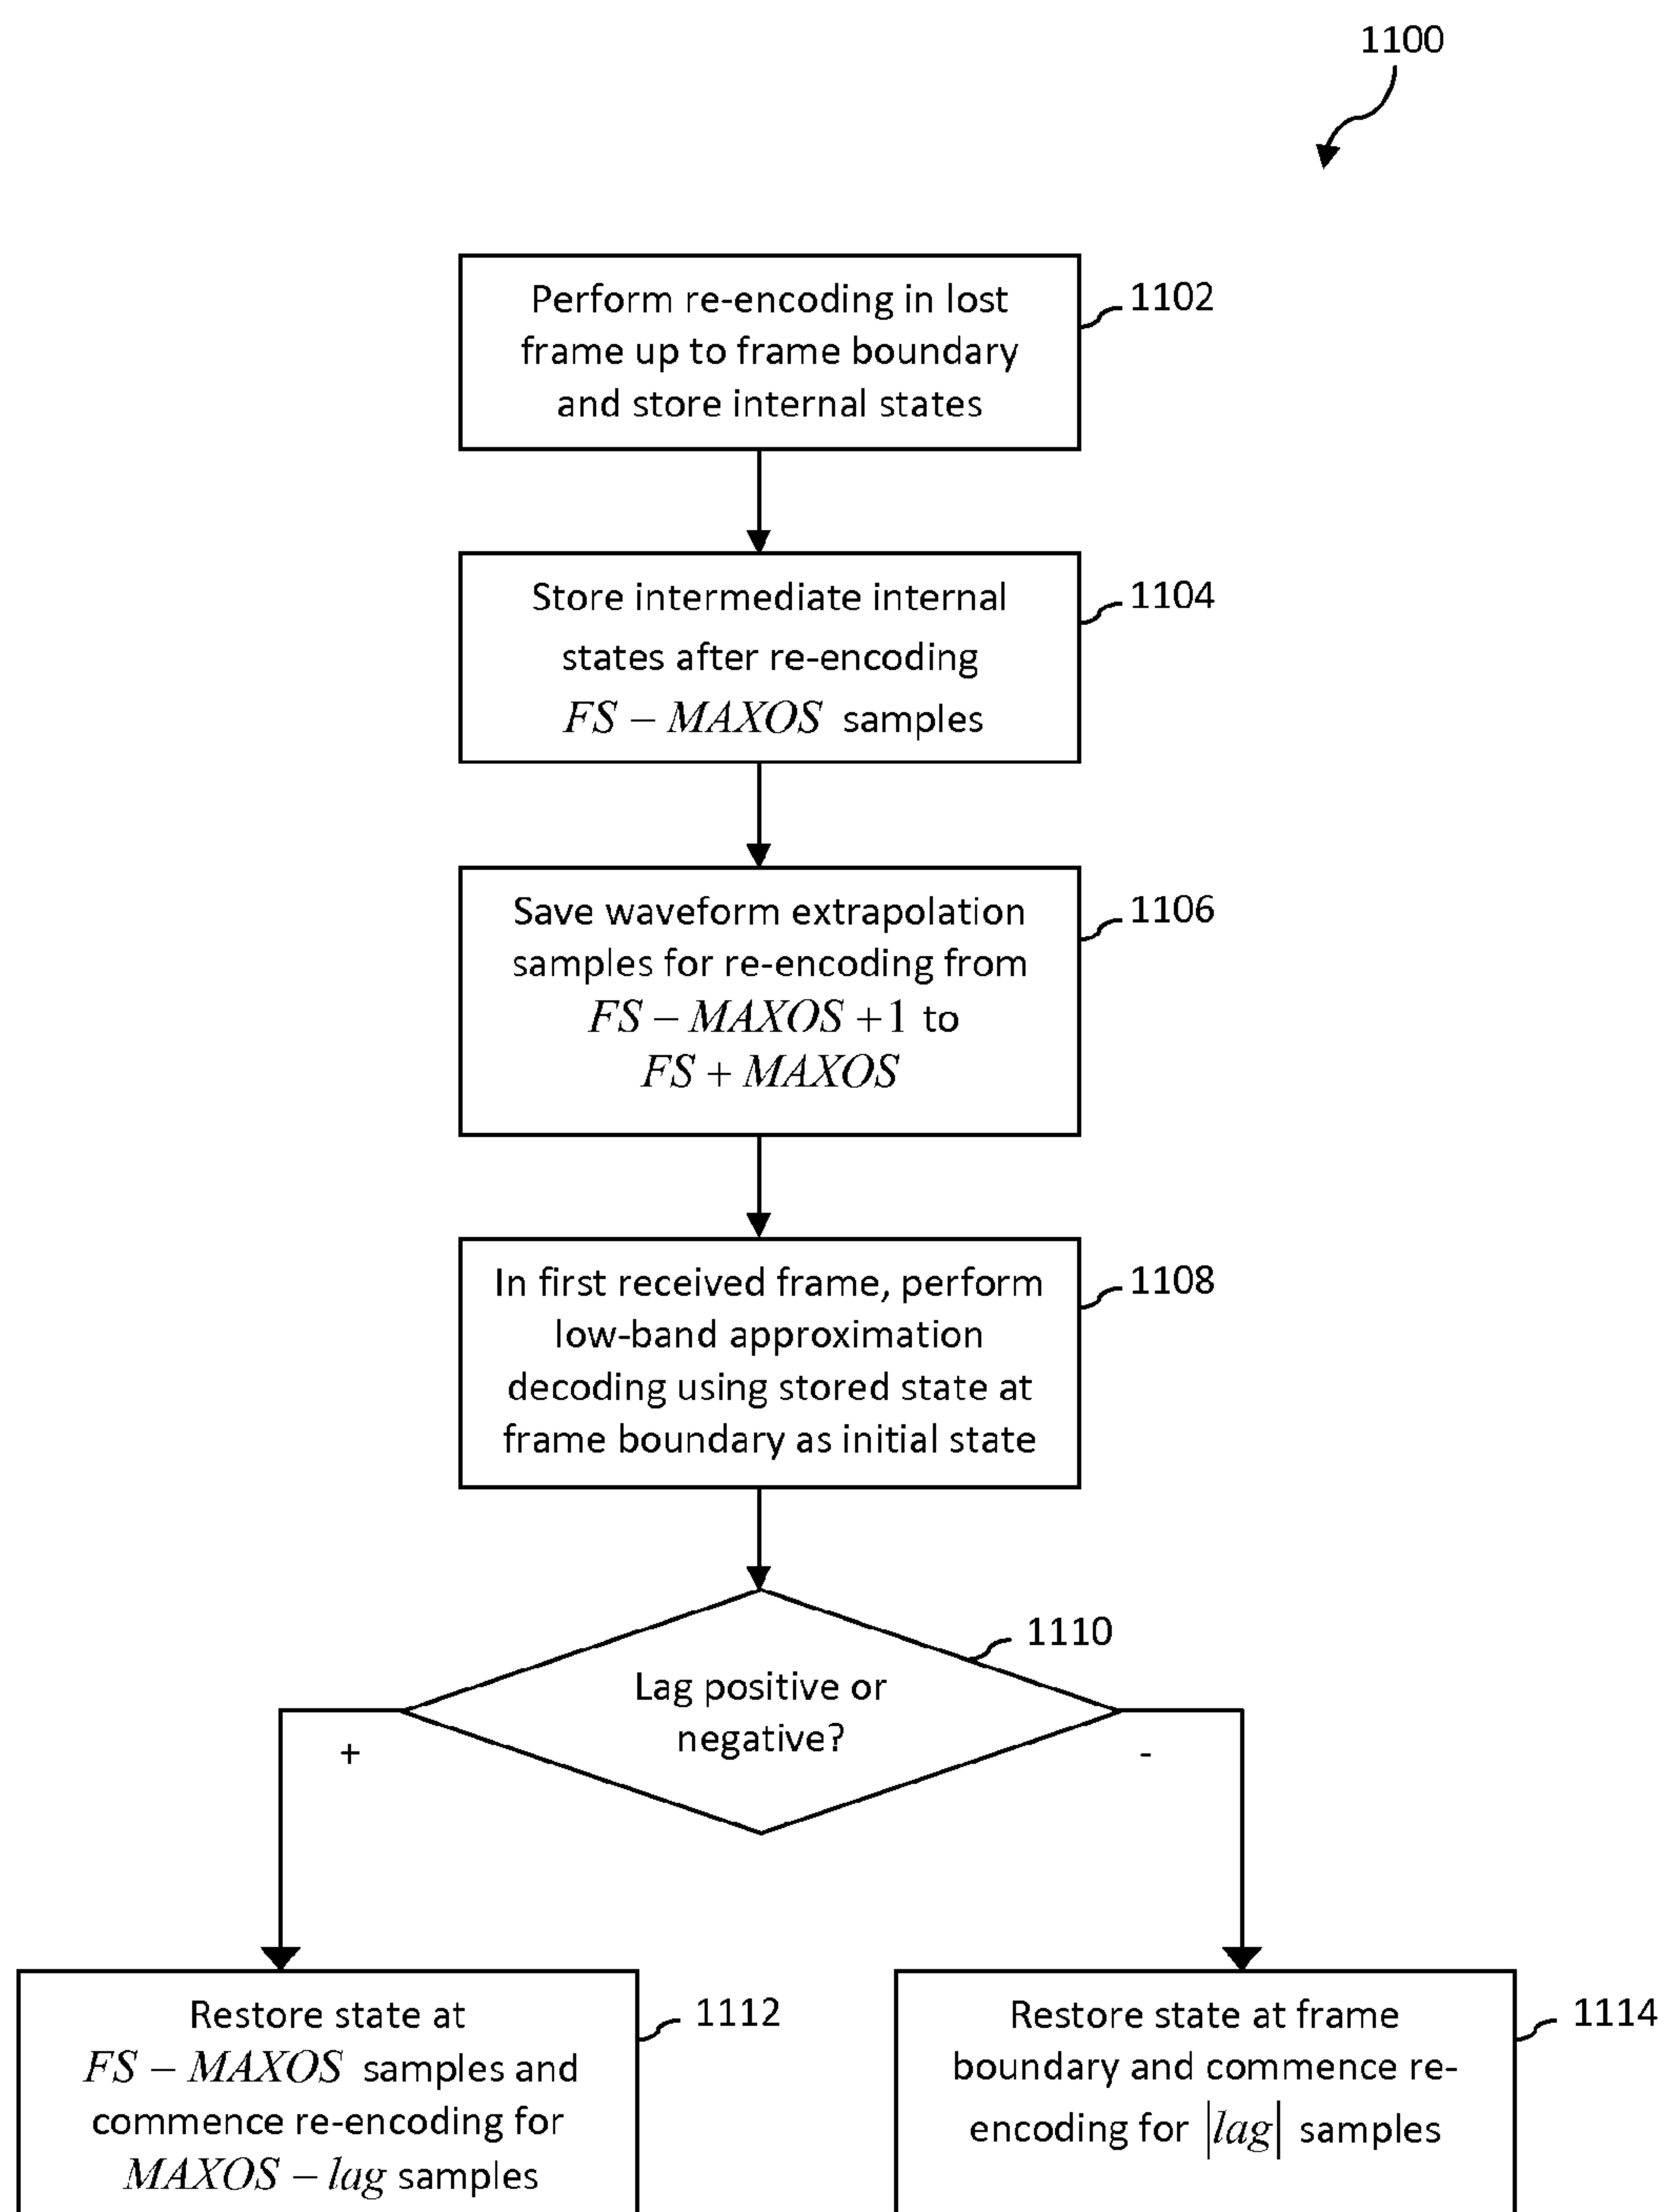 1100
Perform re-encoding in lost
frame up to frame boundary
and store internal states
1102
Store intermediate internal
states after re-encoding
FS – MAXOS samples
1104
Save waveform extrapolation
samples for re-encoding from
FS – MAXOS +1 to
FS + MAXOS
1106
In first received frame, perform
low-band approximation
decoding using stored state at
frame boundary as initial state
1108
Lag positive or
negative?
1110
+
-
Restore state at
FS – MAXOS samples and
commence re-encoding for
MAXOS – lag samples
1112
Restore state at frame
boundary and commence re-
encoding for |lag| samples
1114